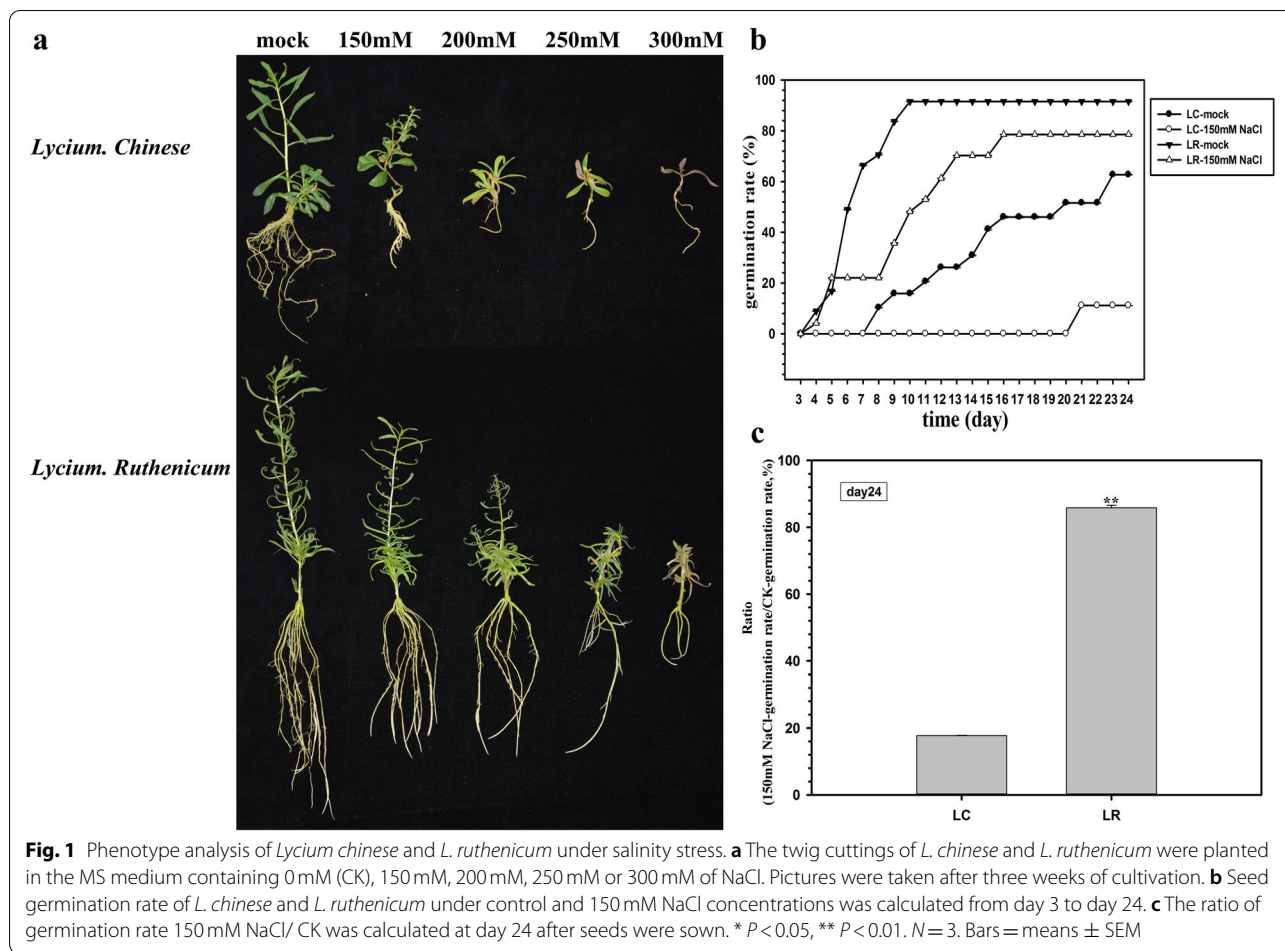 a
mock 150mM 200mM 250mM 300mM
Lycium. Chinese
Lycium. Ruthenicum
b
100
80
60
40
20
0
germination rate (%)
3 4 5 6 7 8 9 10 11 12 13 14 15 16 17 18 19 20 21 22 23 24
time (day)
LC-mock
LC-150mM NaCl
LR-mock
LR-150mM NaCl
c
100
80
60
40
20
0
Ratio
(150mM NaCl-germination rate/CK-germination rate,%)
day24
**
LC LR
Fig. 1 Phenotype analysis of Lycium chinese and L. ruthenicum under salinity stress. a The twig cuttings of L. chinese and L. ruthenicum were planted
in the MS medium containing 0 mM (CK), 150 mM, 200 mM, 250 mM or 300 mM of NaCl. Pictures were taken after three weeks of cultivation. b Seed
germination rate of L. chinese and L. ruthenicum under control and 150 mM NaCl concentrations was calculated from day 3 to day 24. c The ratio of
germination rate 150 mM NaCl/ CK was calculated at day 24 after seeds were sown. * P < 0.05, ** P < 0.01. N = 3. Bars = means ± SEM